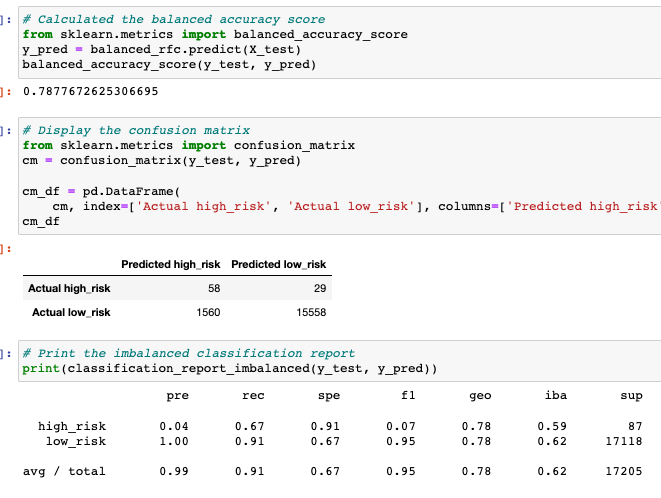 ]: # Calculated the balanced accuracy score
from sklearn.metrics import balanced_accuracy_score
y_pred = balanced_rfc.predict(X_test)
balanced_accuracy_score(y_test, y_pred)
]: 0.7877672625306695
]: # Display the confusion matrix
from sklearn.metrics import confusion_matrix
cm = confusion_matrix(y_test, y_pred)
cm_df = pd.DataFrame(
cm, index=['Actual high_risk', 'Actual low_risk'], columns=['Predicted high_risk'
cm_df
]:
Predicted high_risk Predicted low_risk
Actual high_risk 58 29
Actual low_risk 1560 15558
]: # Print the imbalanced classification report
print(classification_report_imbalanced(y_test, y_pred))
pre rec spe f1 geo iba sup
high_risk 0.04 0.67 0.91 0.07 0.78 0.59 87
low_risk 1.00 0.91 0.67 0.95 0.78 0.62 17118
avg / total 0.99 0.91 0.67 0.95 0.78 0.62 17205